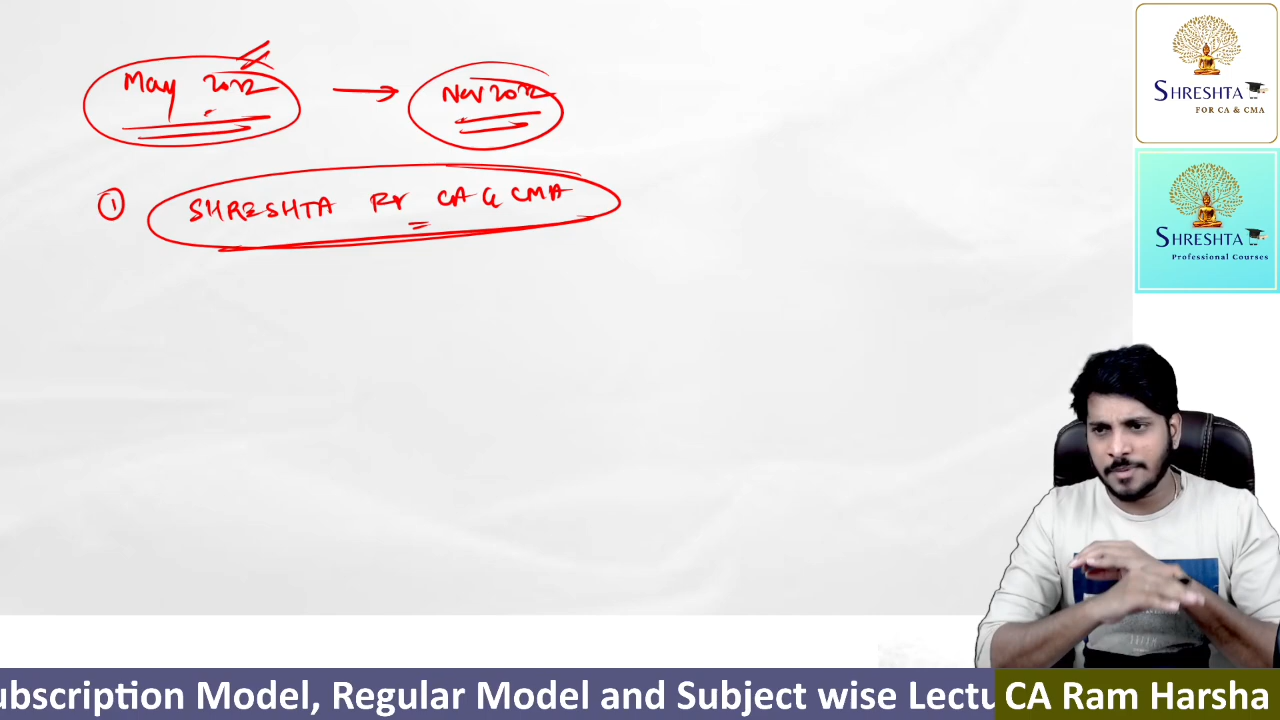 May 2022 → Nov 2022
① SHRESHTA for CA & CMA
SHRESHTA
FOR CA & CMA
SHRESHTA
Professional Courses
ubscription Model, Regular Model and Subject wise Lectu
CA Ram Harsha